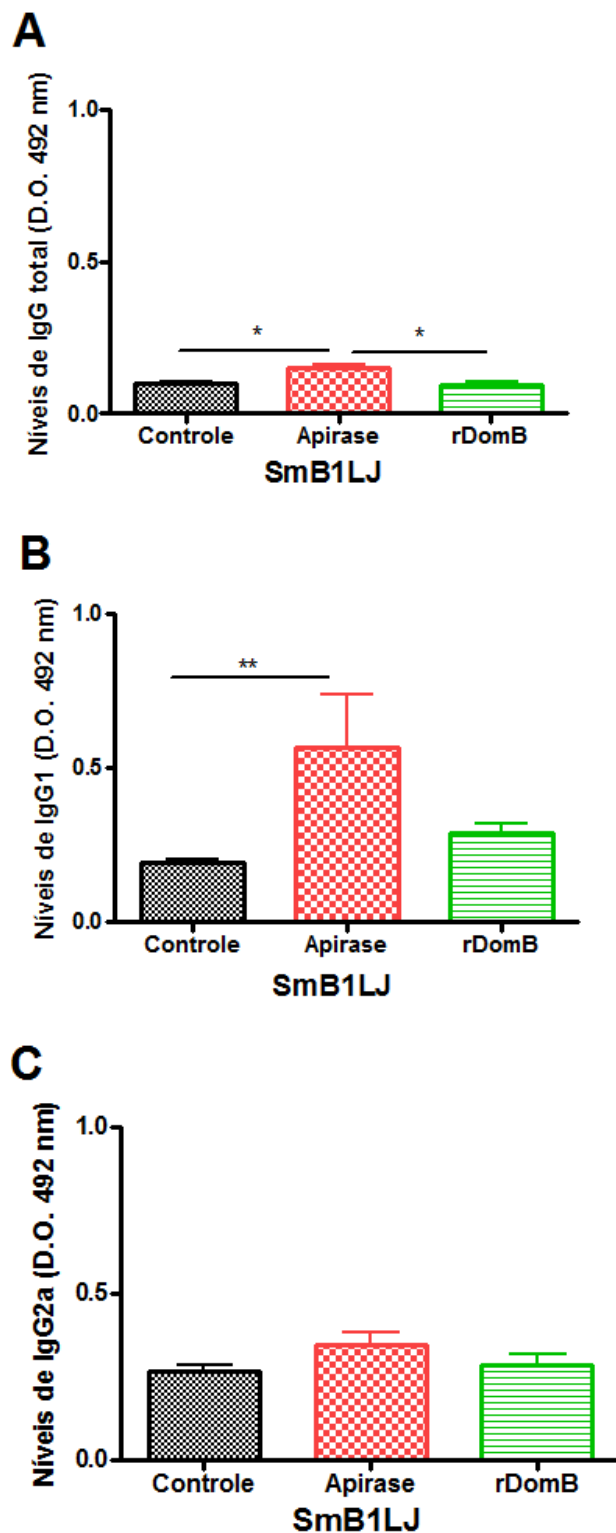 A
Níveis de IgG total (D.O. 492 nm)
1.0
0.5
0.0
*
*
Controle Apirase rDomB
SmB1LJ
B
Níveis de IgG1 (D.O. 492 nm)
1.0
0.5
0.0
**
Controle Apirase rDomB
SmB1LJ
C
Níveis de IgG2a (D.O. 492 nm)
1.0
0.5
0.0
Controle Apirase rDomB
SmB1LJ